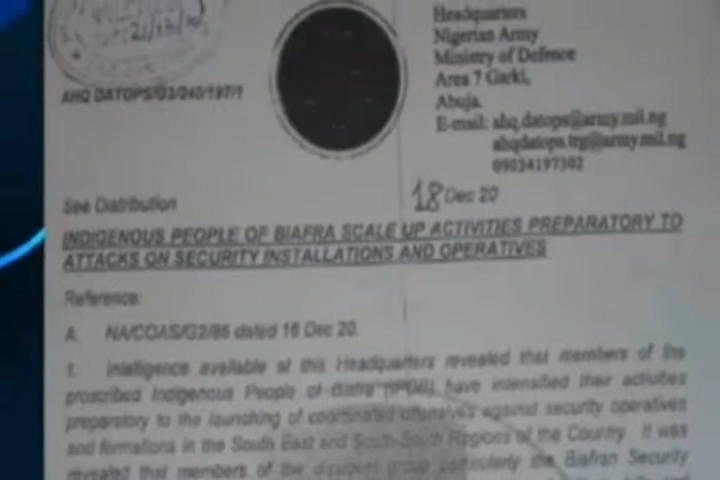 21/12/20
Headquarters
Nigerian Army
Ministry of Defence
Area 7 Garki,
Abuja.
E-mail: ahq.datops@army.mil.ng
ahqdatops.trg@army.mil.ng
09034197302
AHQ DATOPS/G3/240/197/1
18 Dec 20
See Distribution
INDIGENOUS PEOPLE OF BIAFRA SCALE UP ACTIVITIES PREPARATORY TO
ATTACKS ON SECURITY INSTALLATIONS AND OPERATIVES
Reference:
A. NA/COAS/G2/86 dated 16 Dec 20.
1. Intelligence available at this Headquarters revealed that members of the
proscribed Indigenous People of Biafra (IPOB) have intensified their activities
preparatory to the launching of coordinated offensives against security operatives
and formations in the South East and South-South Regions of the Country. It was
revealed that members of the dissident group particularly the Biafran Security